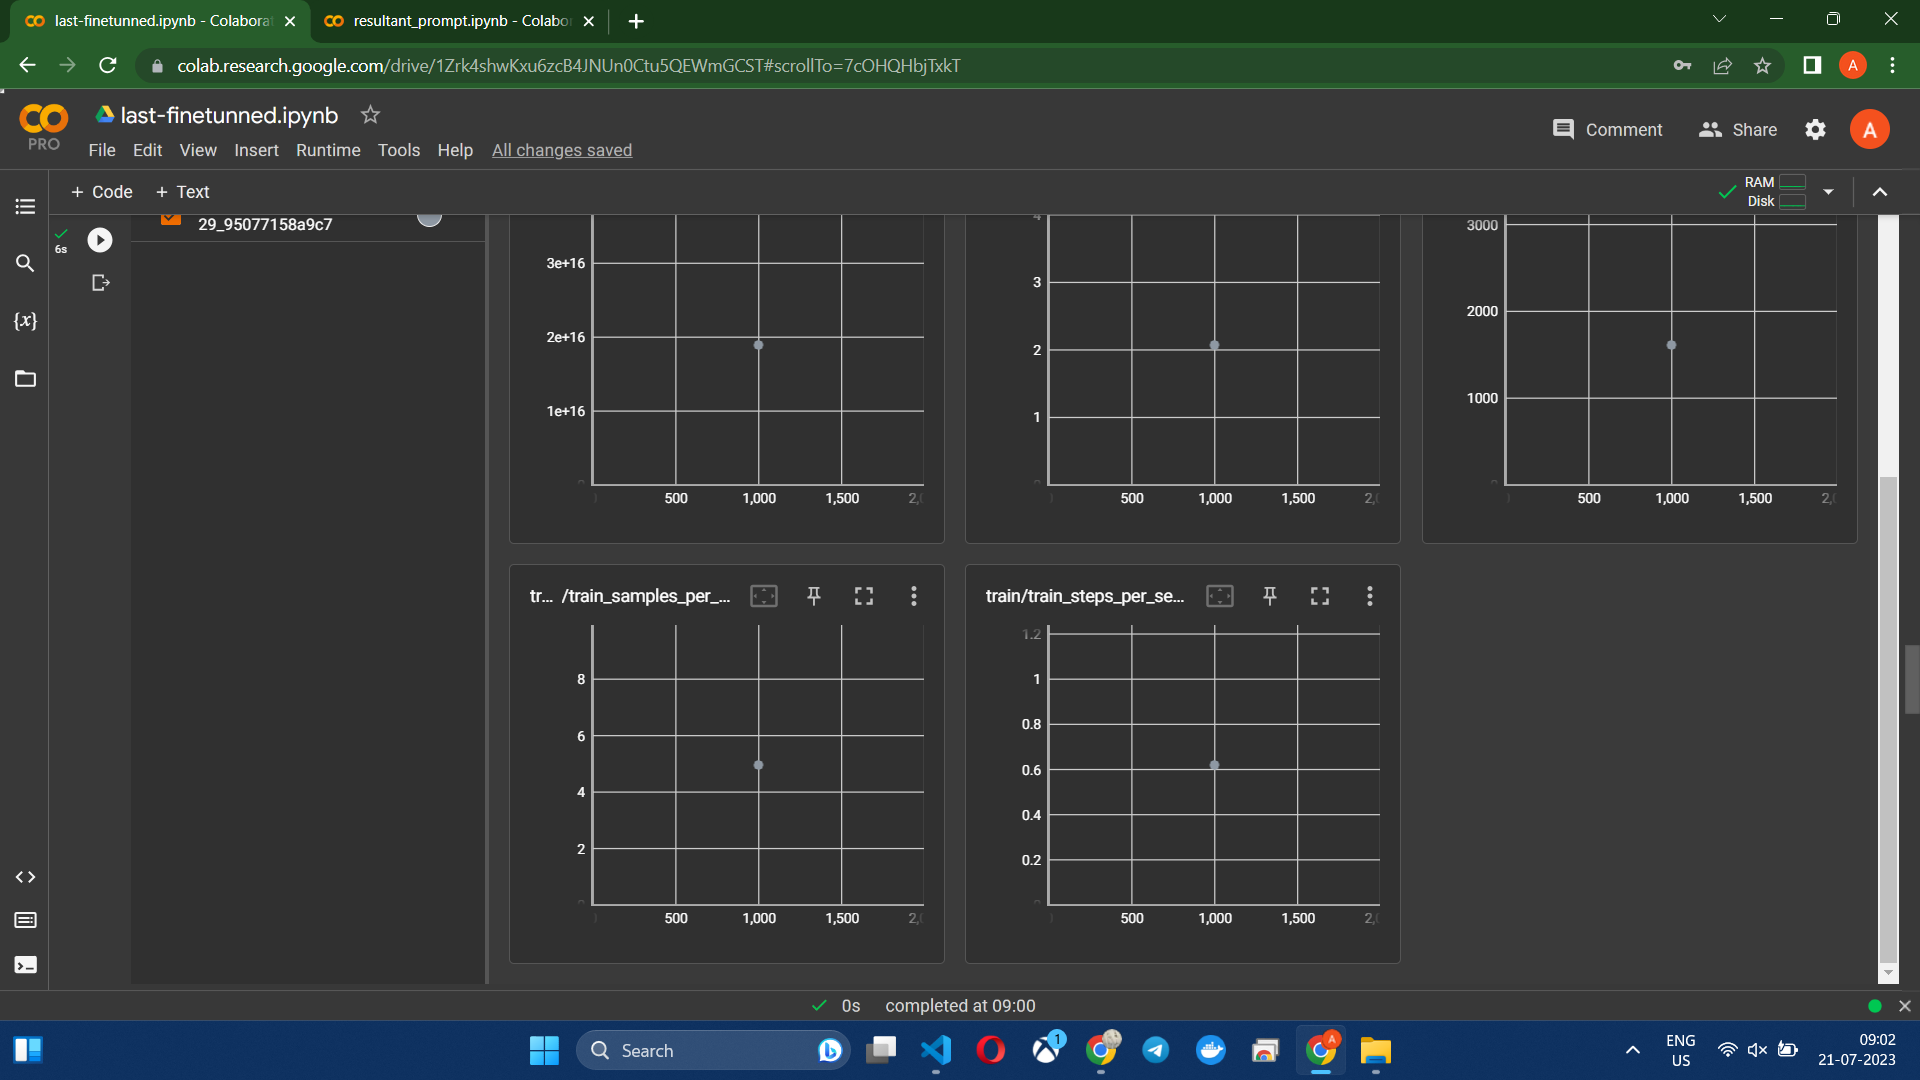 last-finetunned.ipynb - Colabora
resultant_prompt.ipynb - Colabo
colab.research.google.com/drive/1Zrk4shwKxu6zcB4JNUn0Ctu5QEWmGCST#scrollTo=7cOHQHbjTxkT
A
PRO
last-finetunned.ipynb
File Edit View Insert Runtime Tools Help All changes saved
Comment
Share
A
+ Code + Text
RAM
Disk
29_95077158a9c7
6s
{x}
3e+16
2e+16
1e+16
500 1,000 1,500 2,
4
3
2
1
500 1,000 1,500 2,
3000
2000
1000
500 1,000 1,500 2,
tr... /train_samples_per_...
8
6
4
2
500 1,000 1,500 2,
train/train_steps_per_se...
1.2
1
0.8
0.6
0.4
0.2
500 1,000 1,500 2,
0s completed at 09:00
Search
1
A
ENG
US
09:02
21-07-2023